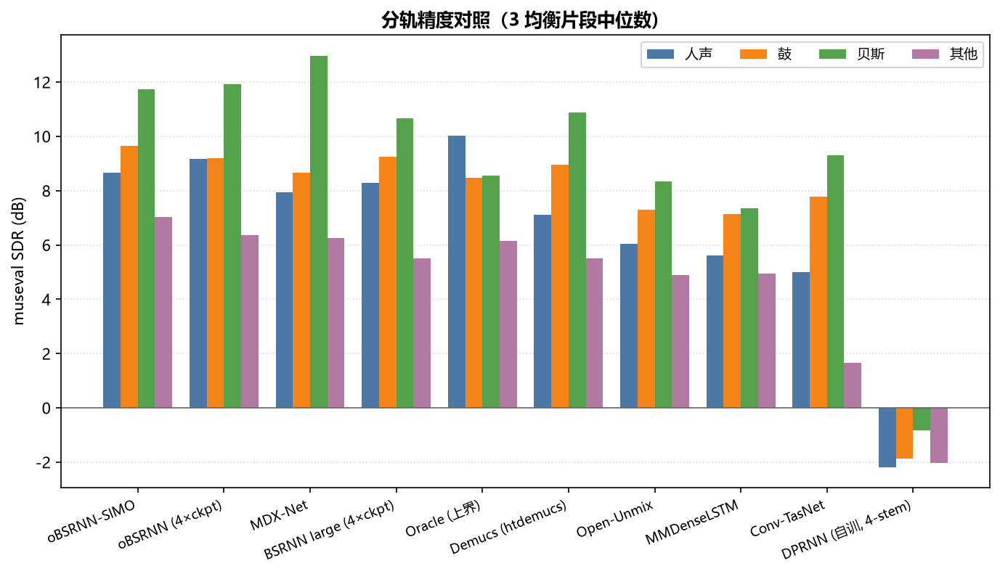 分轨精度对照（3 均衡片段中位数）
人声 鼓 贝斯 其他
museval SDR (dB)
12
10
8
6
4
2
0
-2
oBSRNN-SIMO
oBSRNN (4×ckpt)
MDX-Net
BSRNN large (4×ckpt)
Oracle (上界)
Demucs (htdemucs)
Open-Unmix
MMDenseLSTM
Conv-TasNet
DPRNN (自训, 4-stem)